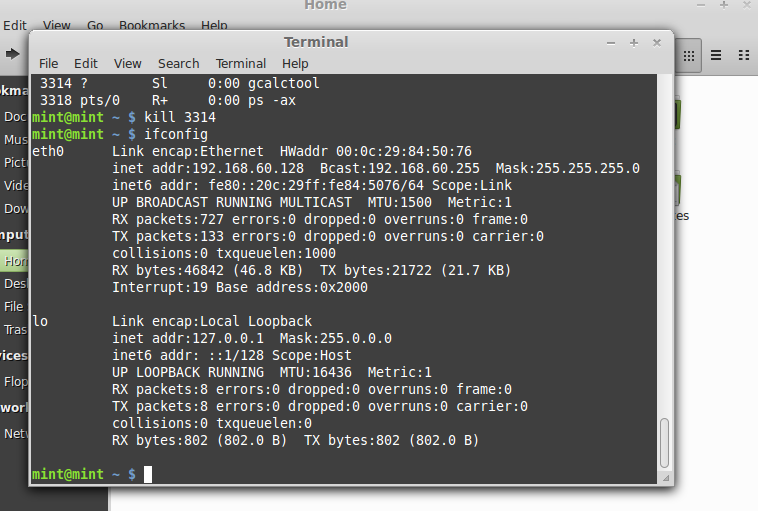 Home
Edit View Go Bookmarks Help
Terminal
File Edit View Search Terminal Help
3314 ? Sl 0:00 gcalctool
3318 pts/0 R+ 0:00 ps -ax
mint@mint ~ $ kill 3314
mint@mint ~ $ ifconfig
eth0 Link encap:Ethernet HWaddr 00:0c:29:84:50:76
inet addr:192.168.60.128 Bcast:192.168.60.255 Mask:255.255.255.0
inet6 addr: fe80::20c:29ff:fe84:5076/64 Scope:Link
UP BROADCAST RUNNING MULTICAST MTU:1500 Metric:1
RX packets:727 errors:0 dropped:0 overruns:0 frame:0
TX packets:133 errors:0 dropped:0 overruns:0 carrier:0
collisions:0 txqueuelen:1000
RX bytes:46842 (46.8 KB) TX bytes:21722 (21.7 KB)
Interrupt:19 Base address:0x2000
lo Link encap:Local Loopback
inet addr:127.0.0.1 Mask:255.0.0.0
inet6 addr: ::1/128 Scope:Host
UP LOOPBACK RUNNING MTU:16436 Metric:1
RX packets:8 errors:0 dropped:0 overruns:0 frame:0
TX packets:8 errors:0 dropped:0 overruns:0 carrier:0
collisions:0 txqueuelen:0
RX bytes:802 (802.0 B) TX bytes:802 (802.0 B)
mint@mint ~ $
okma
Doc
Mus
Pict
Vide
Dow
mput
Hom
Desk
File
Tras
vices
Flop
work
Netw
es